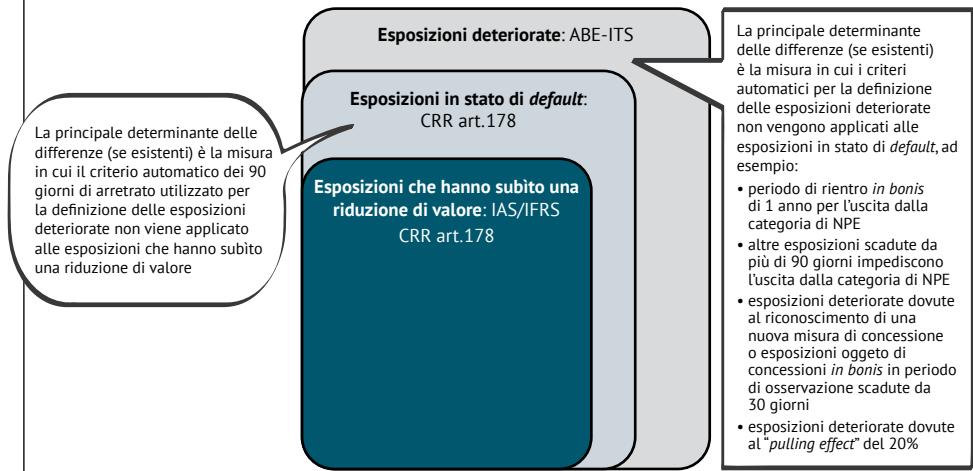 Esposizioni deteriorate: ABE-ITS
Esposizioni in stato di default:
CRR art.178
Esposizioni che hanno subìto una
riduzione di valore: IAS/IFRS
CRR art.178
La principale determinante delle
differenze (se esistenti) è la misura
in cui il criterio automatico dei 90
giorni di arretrato utilizzato per
la definizione delle esposizioni
deteriorate non viene applicato
alle esposizioni che hanno subìto
una riduzione di valore
La principale determinante
delle differenze (se esistenti)
è la misura in cui i criteri
automatici per la definizione
delle esposizioni deteriorate
non vengono applicati alle
esposizioni in stato di default, ad
esempio:
• periodo di rientro in bonis
di 1 anno per l'uscita dalla
categoria di NPE
• altre esposizioni scadute da
più di 90 giorni impediscono
l'uscita dalla categoria di NPE
• esposizioni deteriorate dovute
al riconoscimento di una
nuova misura di concessione
o esposizioni oggeto di
concessioni in bonis in periodo
di osservazione scadute da
30 giorni
• esposizioni deteriorate dovute
al "pulling effect" del 20%